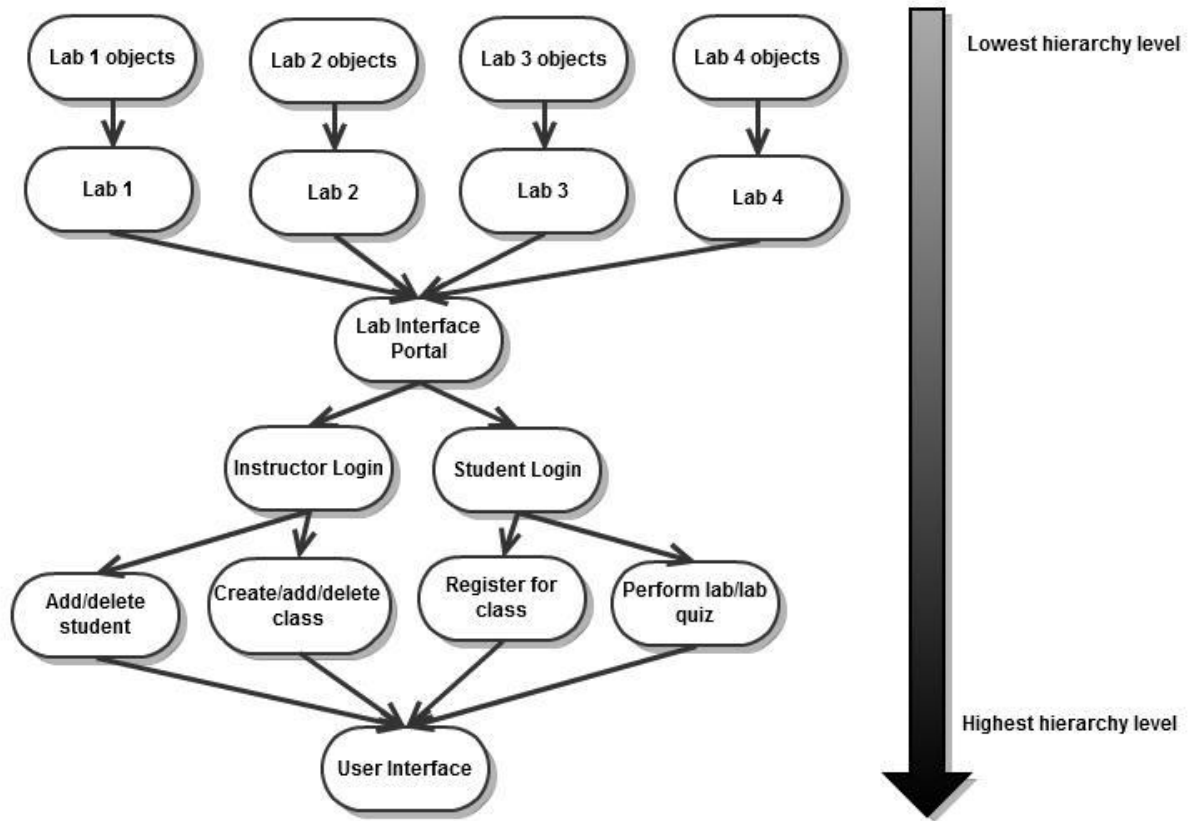 Lab 1 objects
Lab 2 objects
Lab 3 objects
Lab 4 objects
Lowest hierarchy level
Lab 1
Lab 2
Lab 3
Lab 4
Lab Interface
Portal
Instructor Login
Student Login
Add/delete
student
Create/add/delete
class
Register for
class
Perform lab/lab
quiz
Highest hierarchy level
User Interface